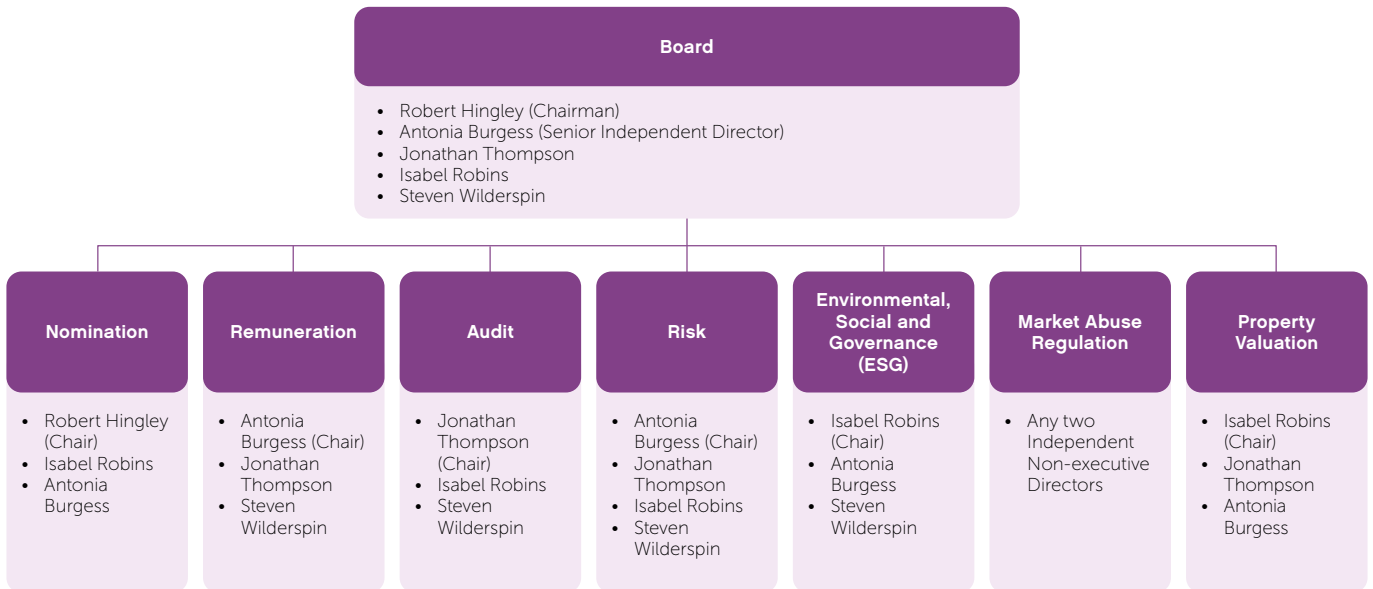 Board
• Robert Hingley (Chairman)
• Antonia Burgess (Senior Independent Director)
• Jonathan Thompson
• Isabel Robins
• Steven Wilderspin
Nomination
• Robert Hingley
(Chair)
• Isabel Robins
• Antonia
Burgess
Remuneration
• Antonia
Burgess (Chair)
• Jonathan
Thompson
• Steven
Wilderspin
Audit
• Jonathan
Thompson
(Chair)
• Isabel Robins
• Steven
Wilderspin
Risk
• Antonia
Burgess (Chair)
• Jonathan
Thompson
• Isabel Robins
• Steven
Wilderspin
Environmental,
Social and
Governance
(ESG)
• Isabel Robins
(Chair)
• Antonia
Burgess
• Steven
Wilderspin
Market Abuse
Regulation
• Any two
Independent
Non-executive
Directors
Property
Valuation
• Isabel Robins
(Chair)
• Jonathan
Thompson
• Antonia
Burgess